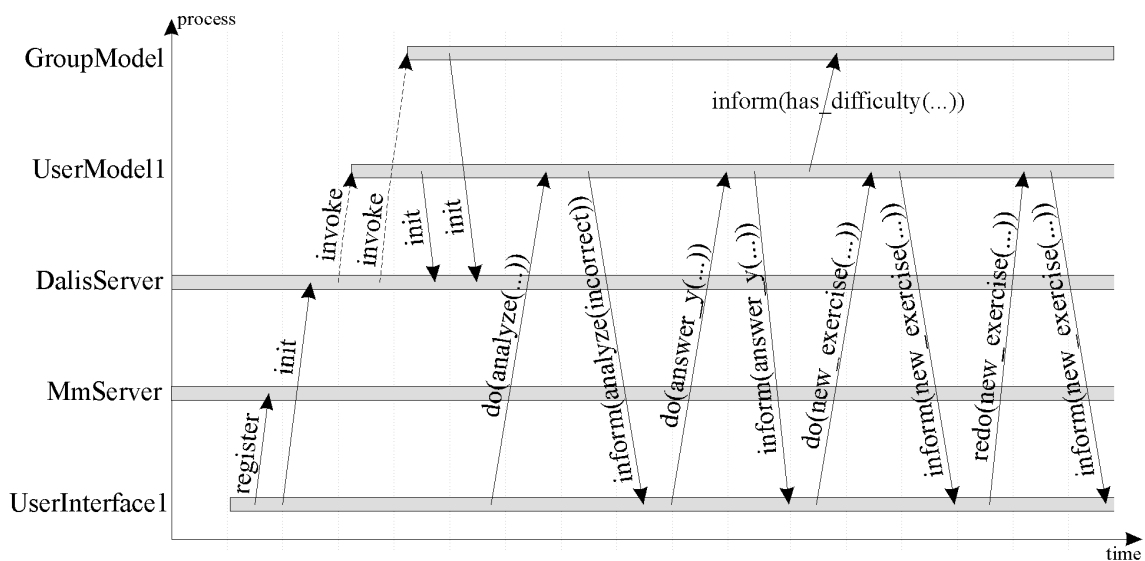 process
GroupModel
inform(has_difficulty(...))
UserModel1
invoke
invoke
init
init
DalisServer
init
do(analyze(...))
inform(analyze(incorrect))
do(answer_y(...))
inform(answer_y(...))
do(new_exercise(...))
inform(new_exercise(...))
redo(new_exercise(...))
inform(new_exercise(...))
MmServer
register
UserInterface1
time